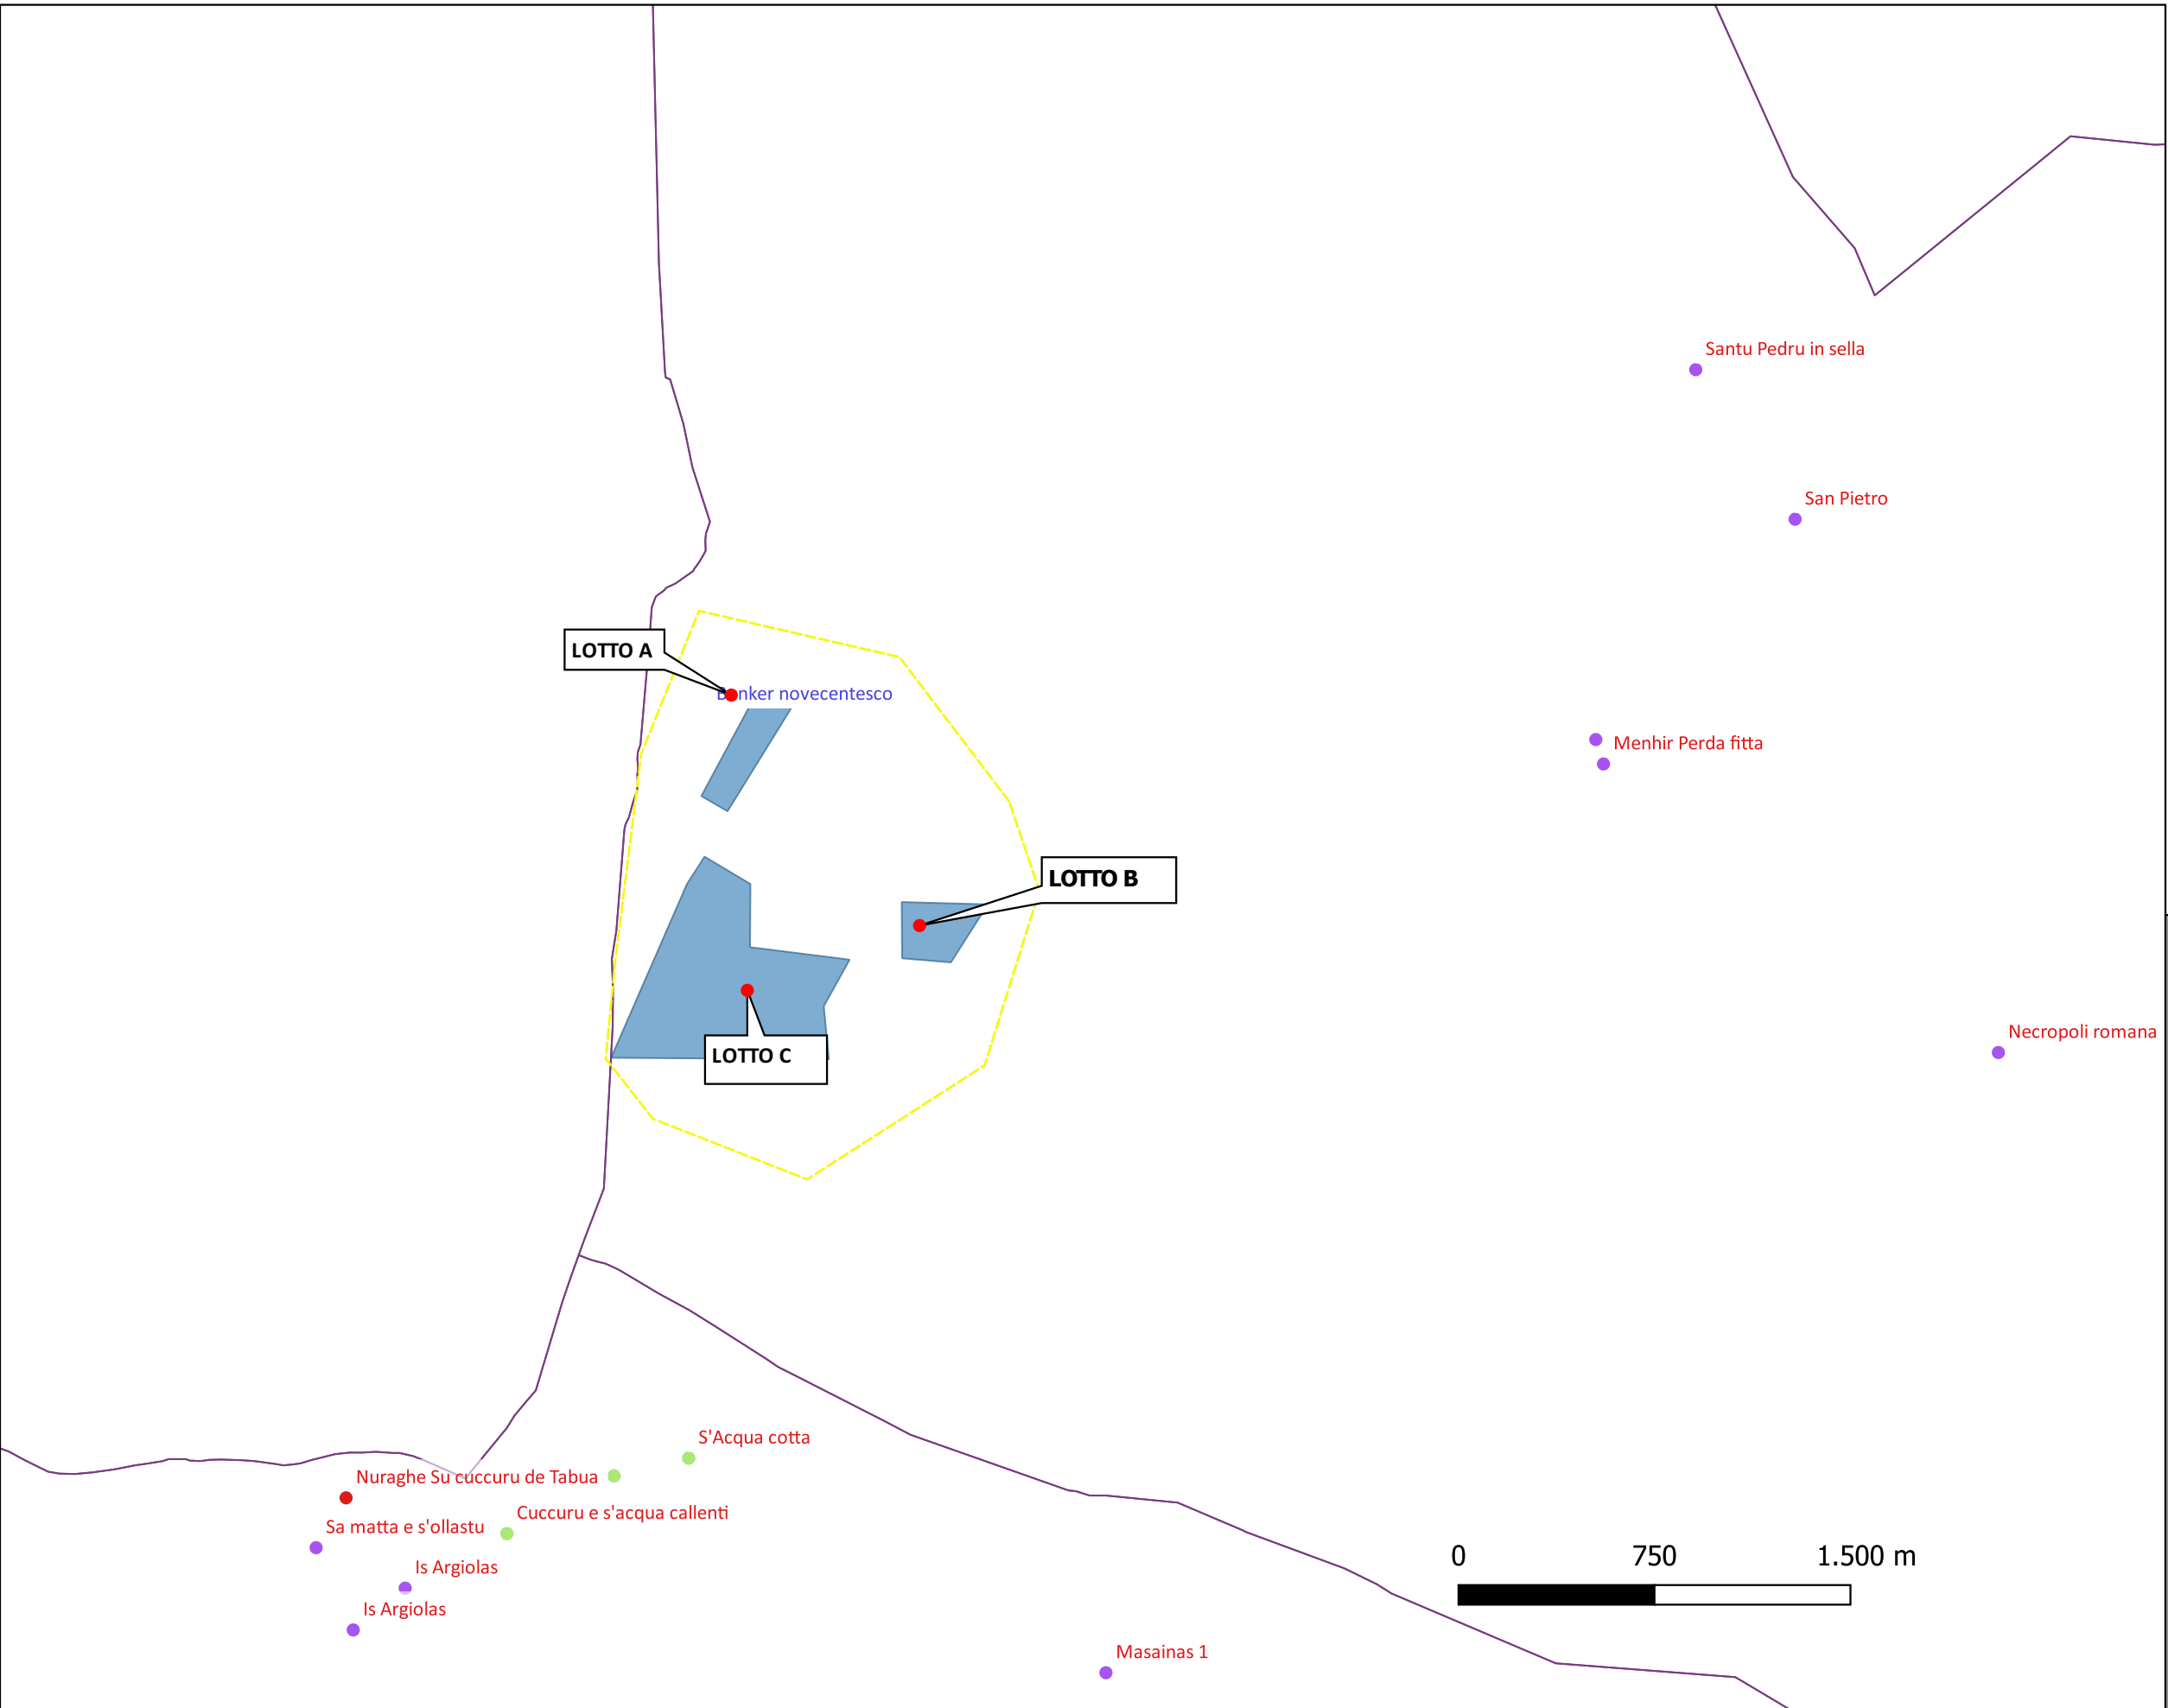 Santu Pedru in sella
San Pietro
LOTTO A
Bunker novecentesco
Menhir Perda fitta
LOTTO B
Necropoli romana
LOTTO C
S'Acqua cotta
Nuraghe Su cuccuru de Tabua
Cuccuru e s'acqua callenti
Sa matta e s'ollastu
Is Argiolas
Is Argiolas
0 750 1.500 m
Masainas 1